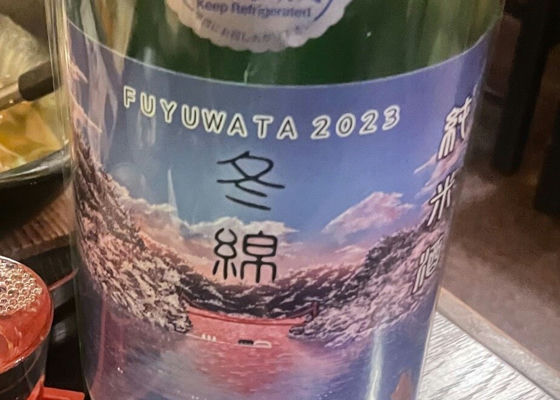 Keep Refrigerated
FUYUWATA 2023
冬綿
純米酒